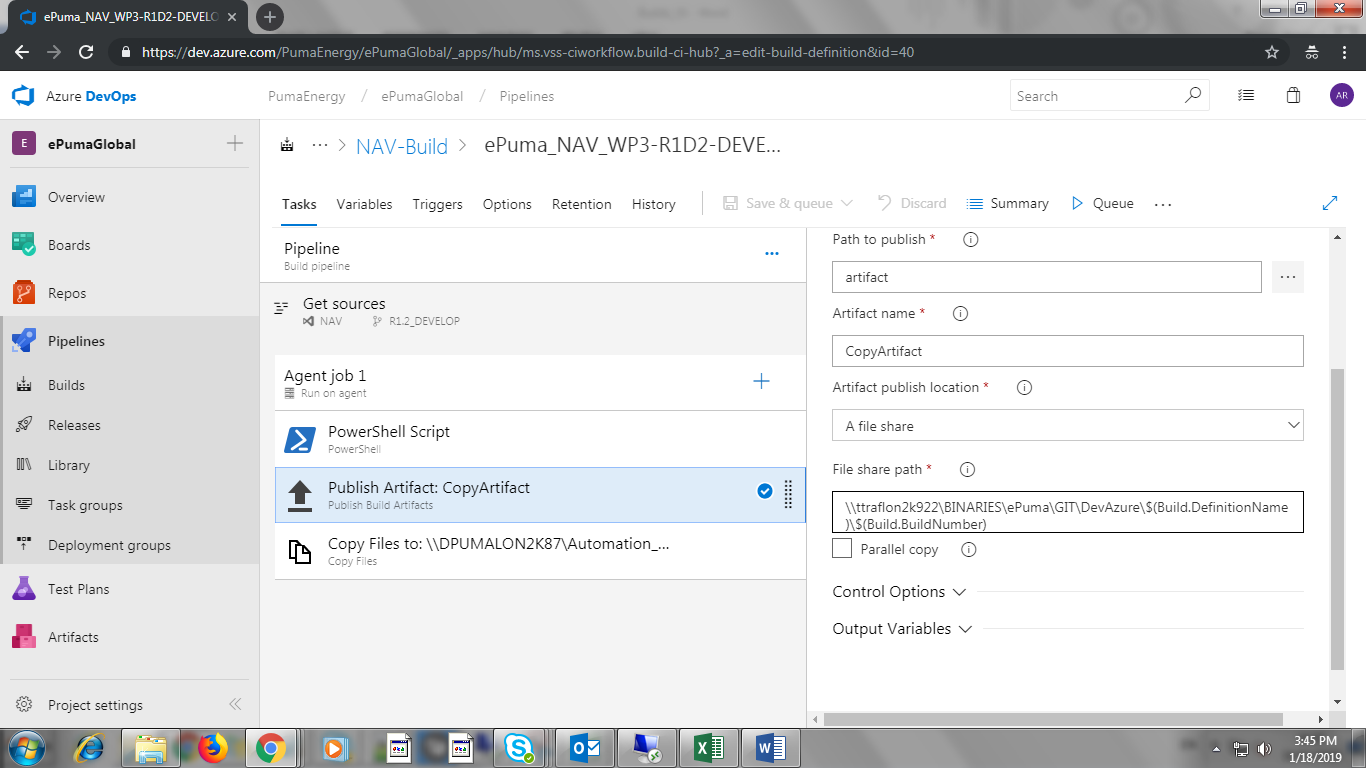 ePuma_NAV_WP3-R1D2-DEVELO
https://dev.azure.com/PumaEnergy/ePumaGlobal/_apps/hub/ms.vss-ciworkflow.build-ci-hub?_a=edit-build-definition&id=40
Azure DevOps
PumaEnergy / ePumaGlobal / Pipelines
Search
AR
E ePumaGlobal
Overview
Boards
Repos
Pipelines
Builds
Releases
Library
Task groups
Deployment groups
Test Plans
Artifacts
Project settings
··· > NAV-Build > ePuma_NAV_WP3-R1D2-DEVE...
Tasks Variables Triggers Options Retention History Save & queue Discard Summary Queue ...
Pipeline
Build pipeline
Get sources
NAV R1.2_DEVELOP
Agent job 1
Run on agent
PowerShell Script
PowerShell
Publish Artifact: CopyArtifact
Publish Build Artifacts
Copy Files to: \\DPUMALON2K87\Automation_...
Copy Files
Path to publish *
artifact
Artifact name *
CopyArtifact
Artifact publish location *
A file share
File share path *
\\ttraflon2k922\BINARIES\ePuma\GIT\DevAzure\$(Build.DefinitionName
)\$(Build.BuildNumber)
Parallel copy
Control Options
Output Variables
3:45 PM
1/18/2019